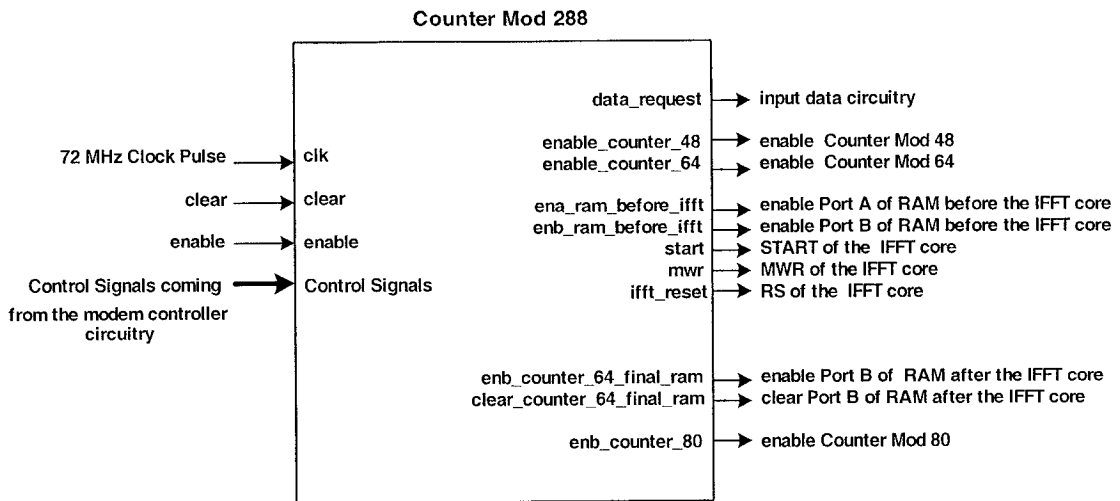 Counter Mod 288
data_request input data circuitry
enable_counter_48 enable Counter Mod 48
72 MHz Clock Pulse clk enable_counter_64 enable Counter Mod 64
clear clear ena_ram_before_ifft enable Port A of RAM before the IFFT core
enb_ram_before_ifft enable Port B of RAM before the IFFT core
enable enable start START of the IFFT core
mwr MWR of the IFFT core
Control Signals coming Control Signals ifft_reset RS of the IFFT core
from the modem controller
circuitry
enb_counter_64_final_ram enable Port B of RAM after the IFFT core
clear_counter_64_final_ram clear Port B of RAM after the IFFT core
enb_counter_80 enable Counter Mod 80